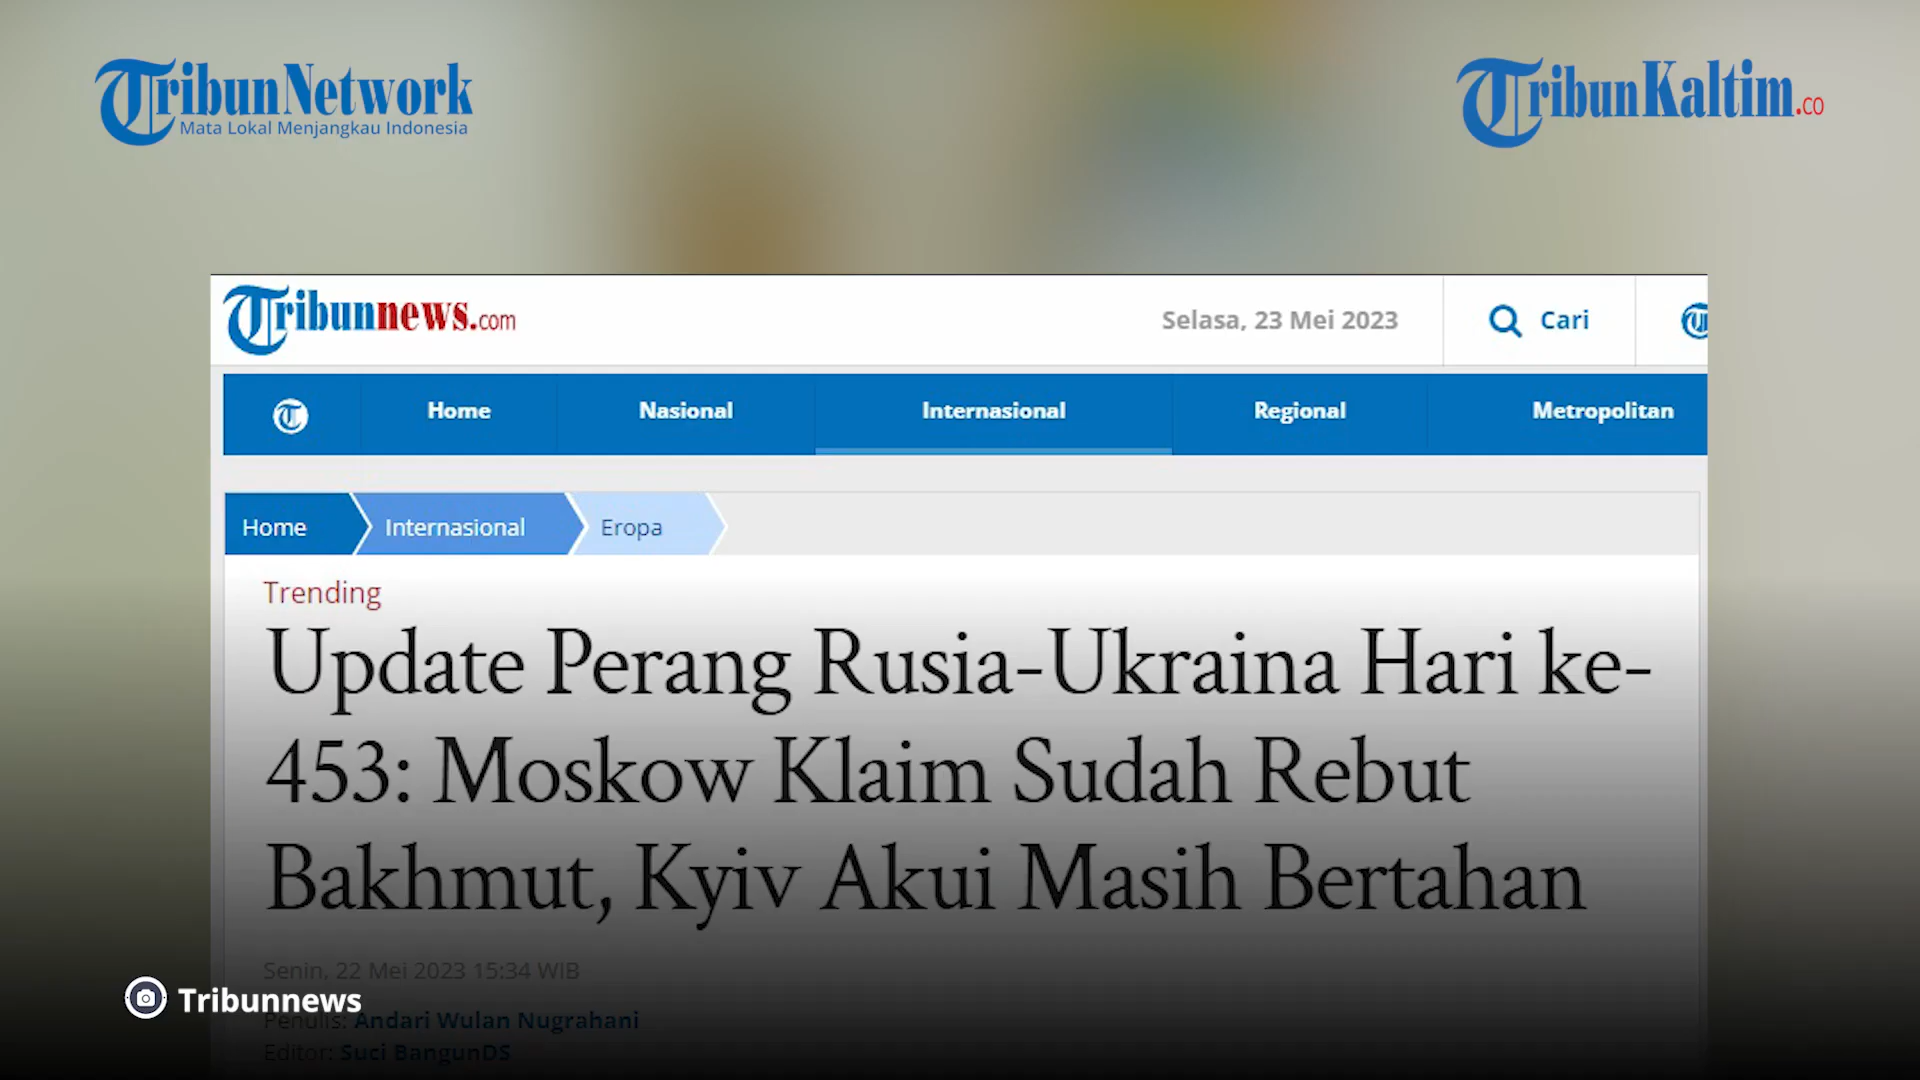 TribunNetwork
Mata Lokal Menjangkau Indonesia
TribunKaltim.co
Tribunnews.com
Selasa, 23 Mei 2023
Cari
Home
Nasional
Internasional
Regional
Metropolitan
Home
Internasional
Eropa
Trending
Update Perang Rusia-Ukraina Hari ke-
453: Moskow Klaim Sudah Rebut
Bakhmut, Kyiv Akui Masih Bertahan
Senin, 22 Mei 2023 15:34 WIB
Tribunnews
Penulis: Andari Wulan Nugrahani
Editor: Suci BangunDS